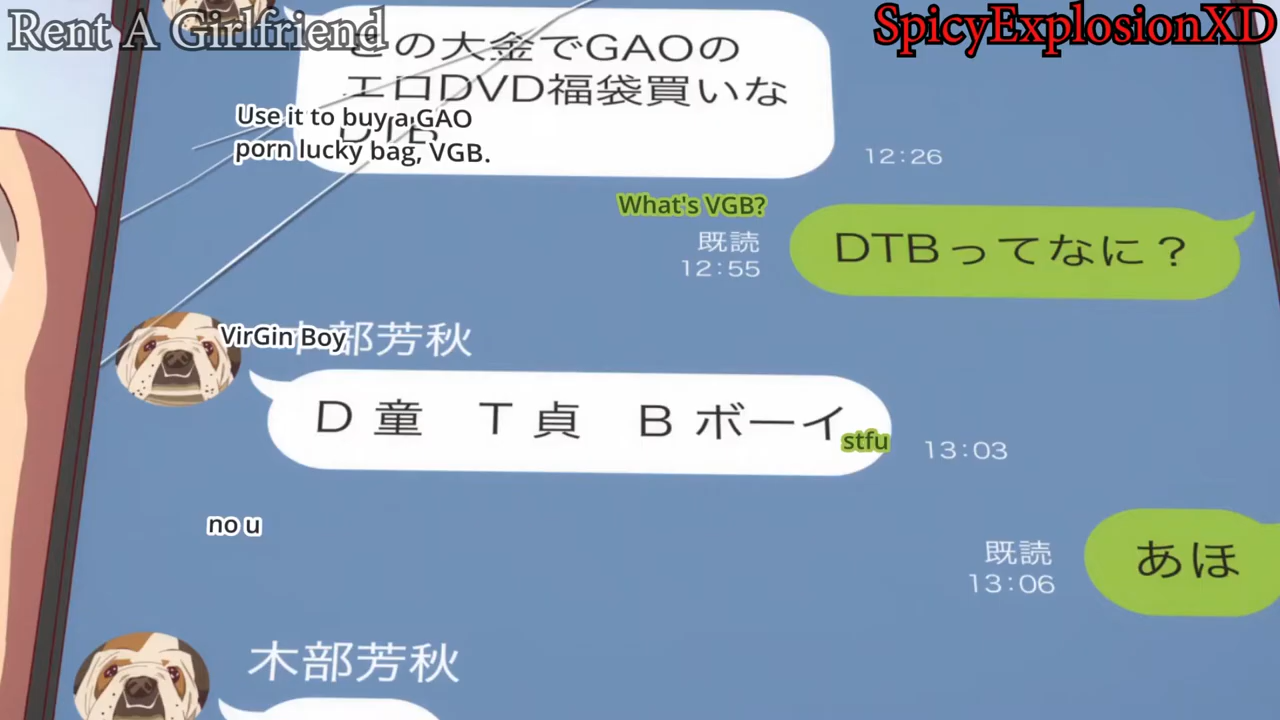 Rent A Girlfriend
SpicyExplosionXD
この大金でGAOの
エロDVD福袋買いな
DTB
Use it to buy a GAO
porn lucky bag, VGB.
12:26
What's VGB?
既読
12:55
DTBってなに？
VirGin Boy
木部芳秋
D 童 T 貞 B ボーイ
stfu
13:03
no u
既読
13:06
あほ
木部芳秋